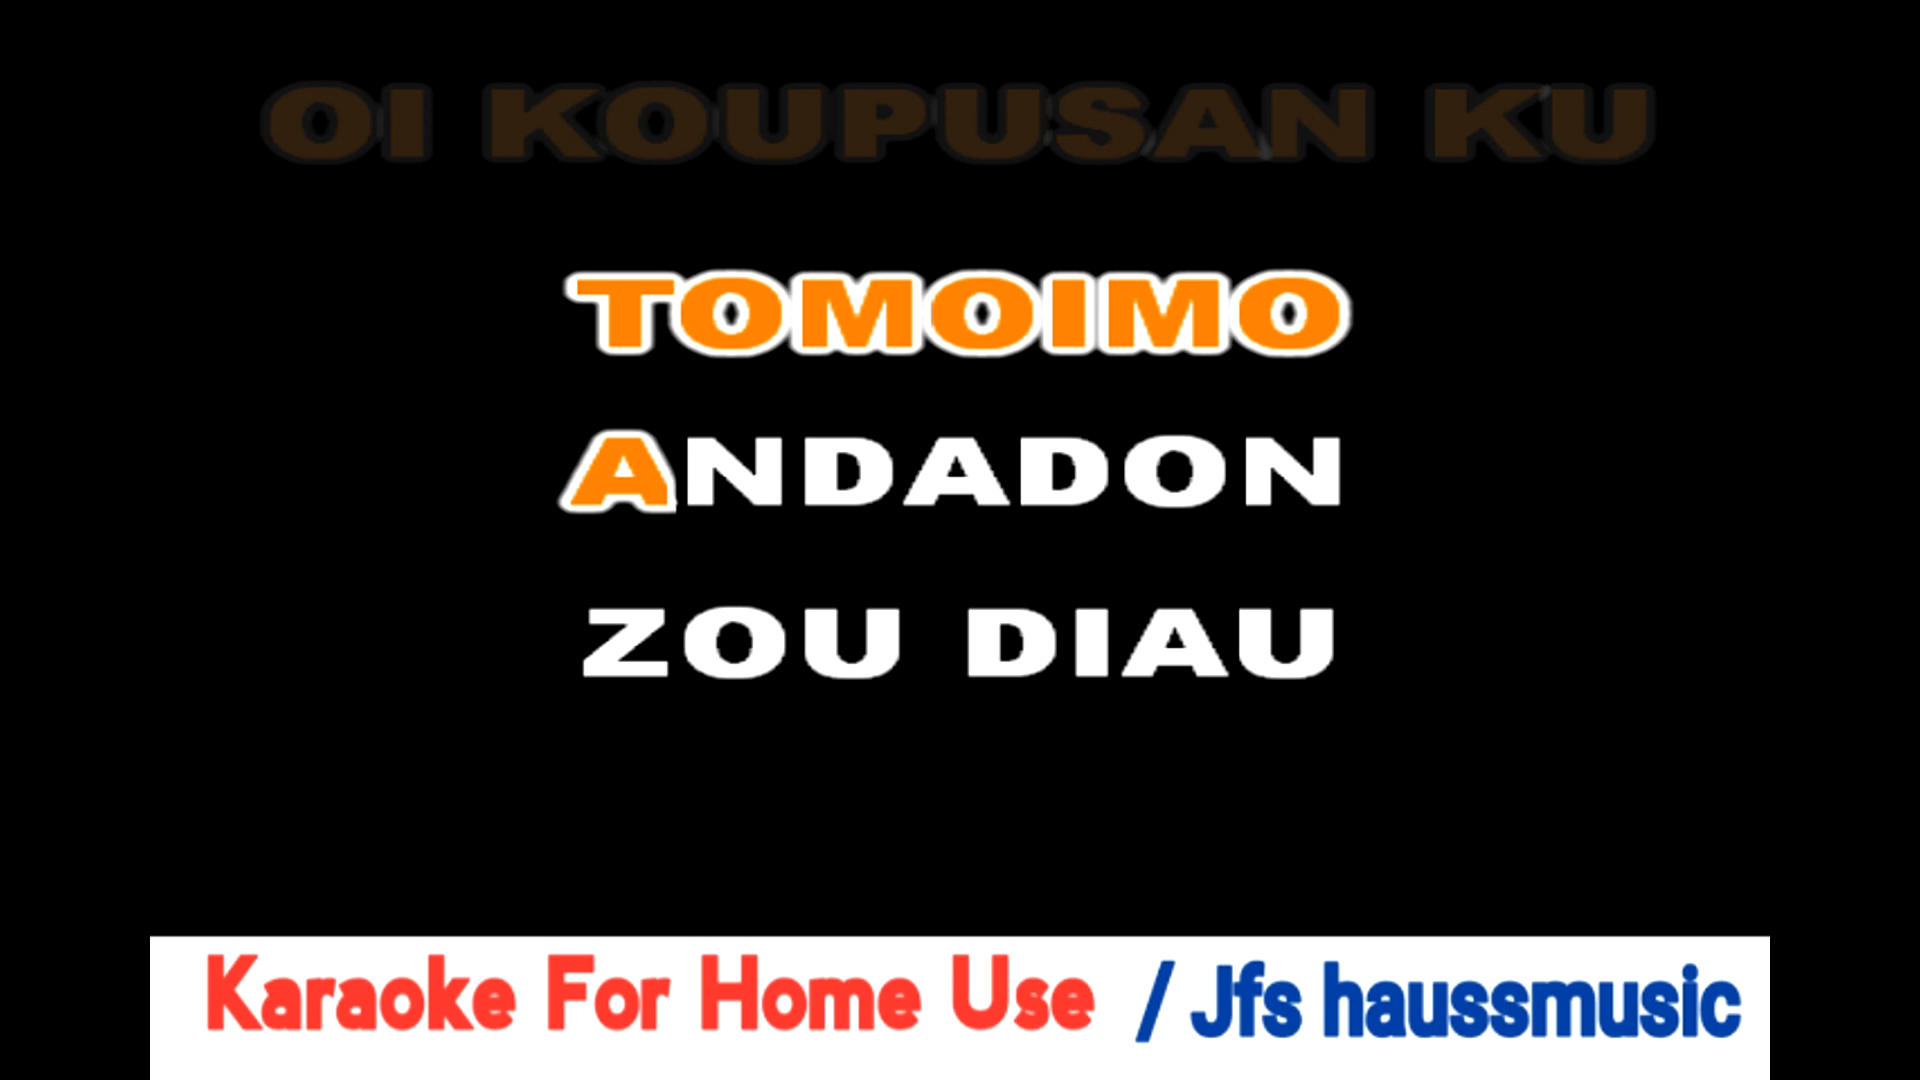 OI KOUPUSAN KU
TOMOIMO
ANDADON
ZOU DIAU
Karaoke For Home Use / Jfs haussmusic